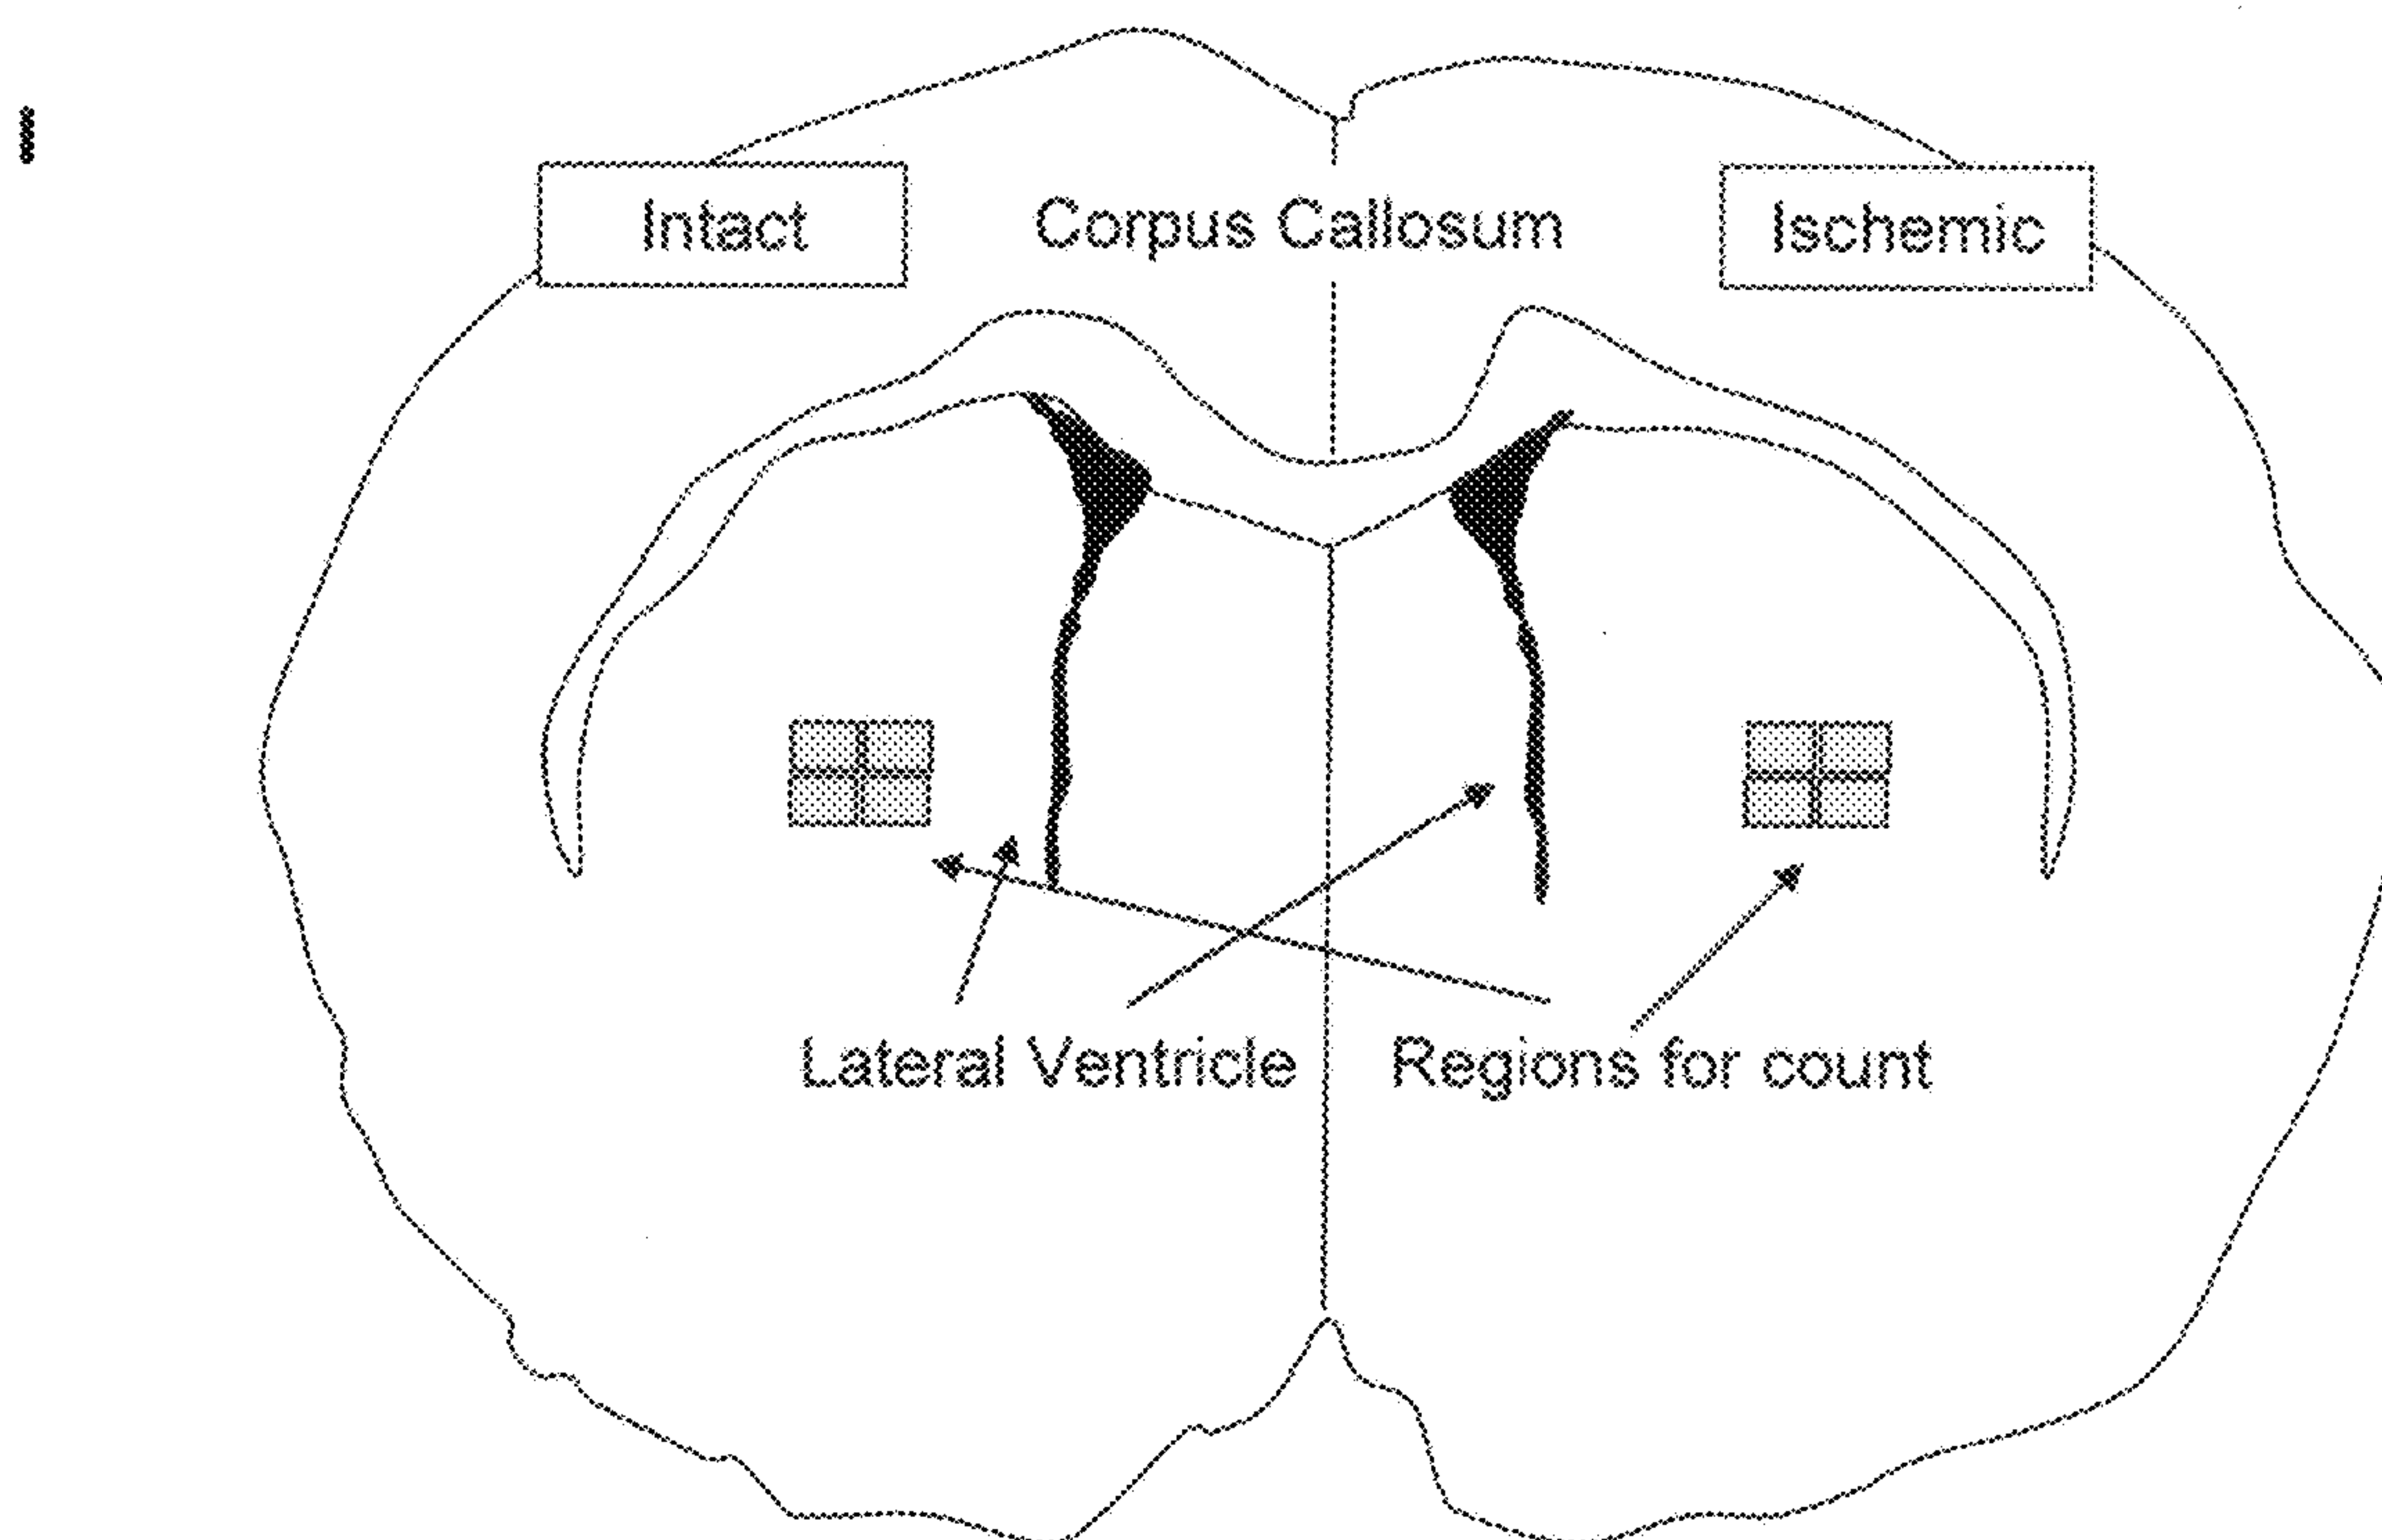 I
Intact
Corpus Callosum
Ischemic
Lateral Ventricle
Regions for count